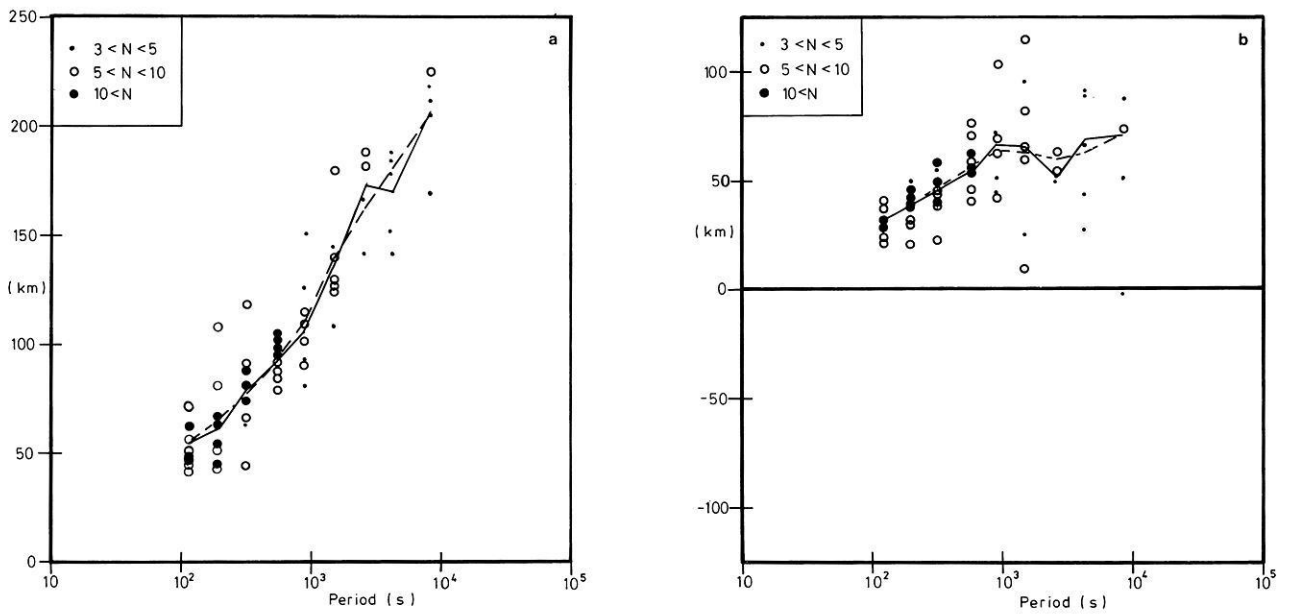 250
200
150
(km)
100
50
0
10
10²
10³
10⁴
10⁵
Period (s)
a
• 3 < N < 5
○ 5 < N < 10
● 10 < N
b
• 3 < N < 5
○ 5 < N < 10
● 10 < N
100
50
(km)
0
-50
-100
10
10²
10³
10⁴
10⁵
Period (s)